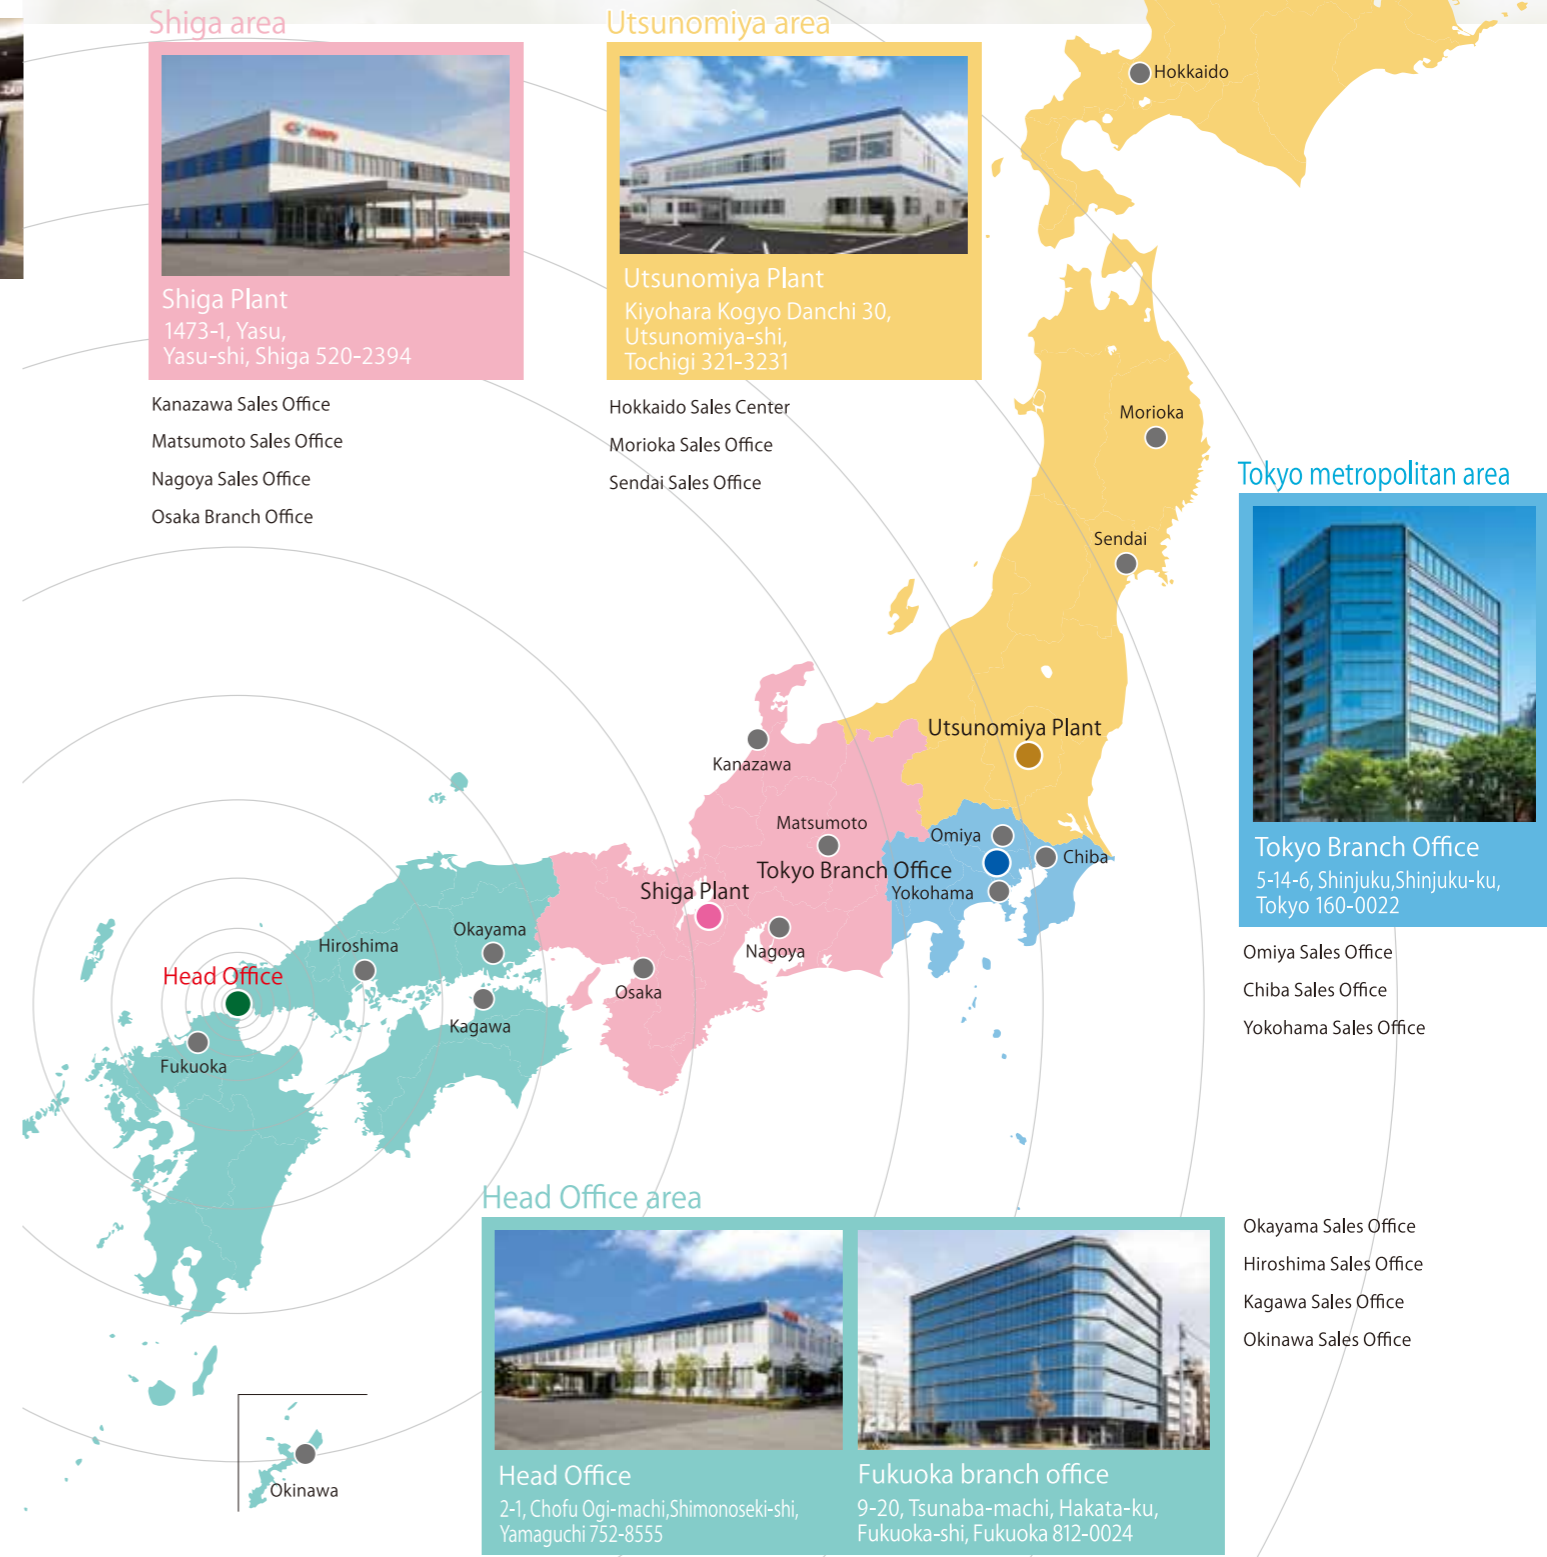 Shiga area
Shiga Plant
1473-1, Yasu,
Yasu-shi, Shiga 520-2394
Kanazawa Sales Office
Matsumoto Sales Office
Nagoya Sales Office
Osaka Branch Office
Utsunomiya area
Utsunomiya Plant
Kiyohara Kogyo Danchi 30,
Utsunomiya-shi,
Tochigi 321-3231
Hokkaido Sales Center
Morioka Sales Office
Sendai Sales Office
Hokkaido
Morioka
Sendai
Utsunomiya Plant
Kanazawa
Matsumoto
Omiya
Tokyo Branch Office
Chiba
Yokohama
Shiga Plant
Nagoya
Osaka
Okayama
Hiroshima
Kagawa
Head Office
Fukuoka
Okinawa
Tokyo metropolitan area
Tokyo Branch Office
5-14-6, Shinjuku,Shinjuku-ku,
Tokyo 160-0022
Omiya Sales Office
Chiba Sales Office
Yokohama Sales Office
Head Office area
Head Office
2-1, Chofu Ogi-machi,Shimonoseki-shi,
Yamaguchi 752-8555
Fukuoka branch office
9-20, Tsunaba-machi, Hakata-ku,
Fukuoka-shi, Fukuoka 812-0024
Okayama Sales Office
Hiroshima Sales Office
Kagawa Sales Office
Okinawa Sales Office